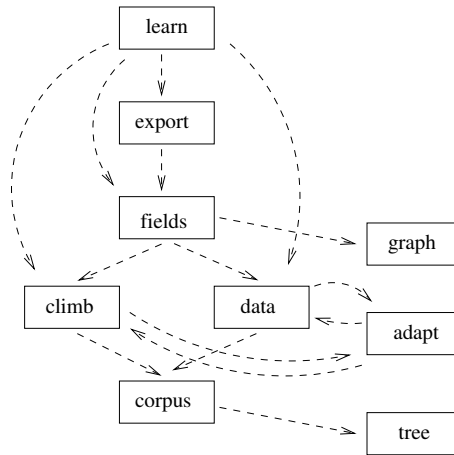 learn
export
fields
graph
climb
data
adapt
corpus
tree